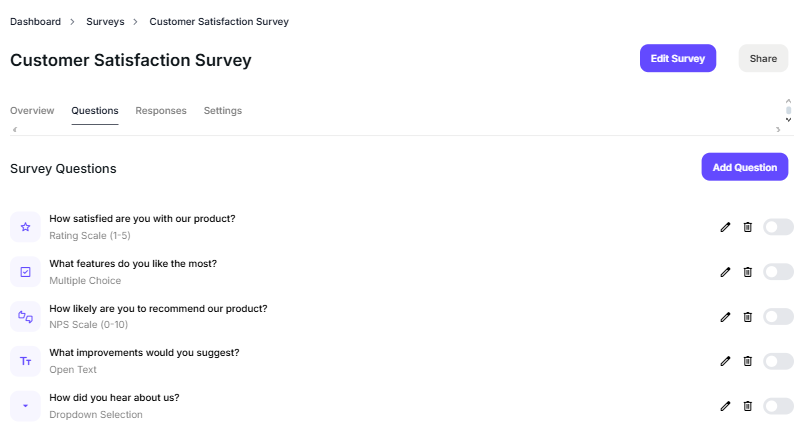 Dashboard > Surveys > Customer Satisfaction Survey
Customer Satisfaction Survey
Edit Survey
Share
Overview Questions Responses Settings
Survey Questions
Add Question
How satisfied are you with our product?
Rating Scale (1-5)
What features do you like the most?
Multiple Choice
How likely are you to recommend our product?
NPS Scale (0-10)
What improvements would you suggest?
Open Text
How did you hear about us?
Dropdown Selection